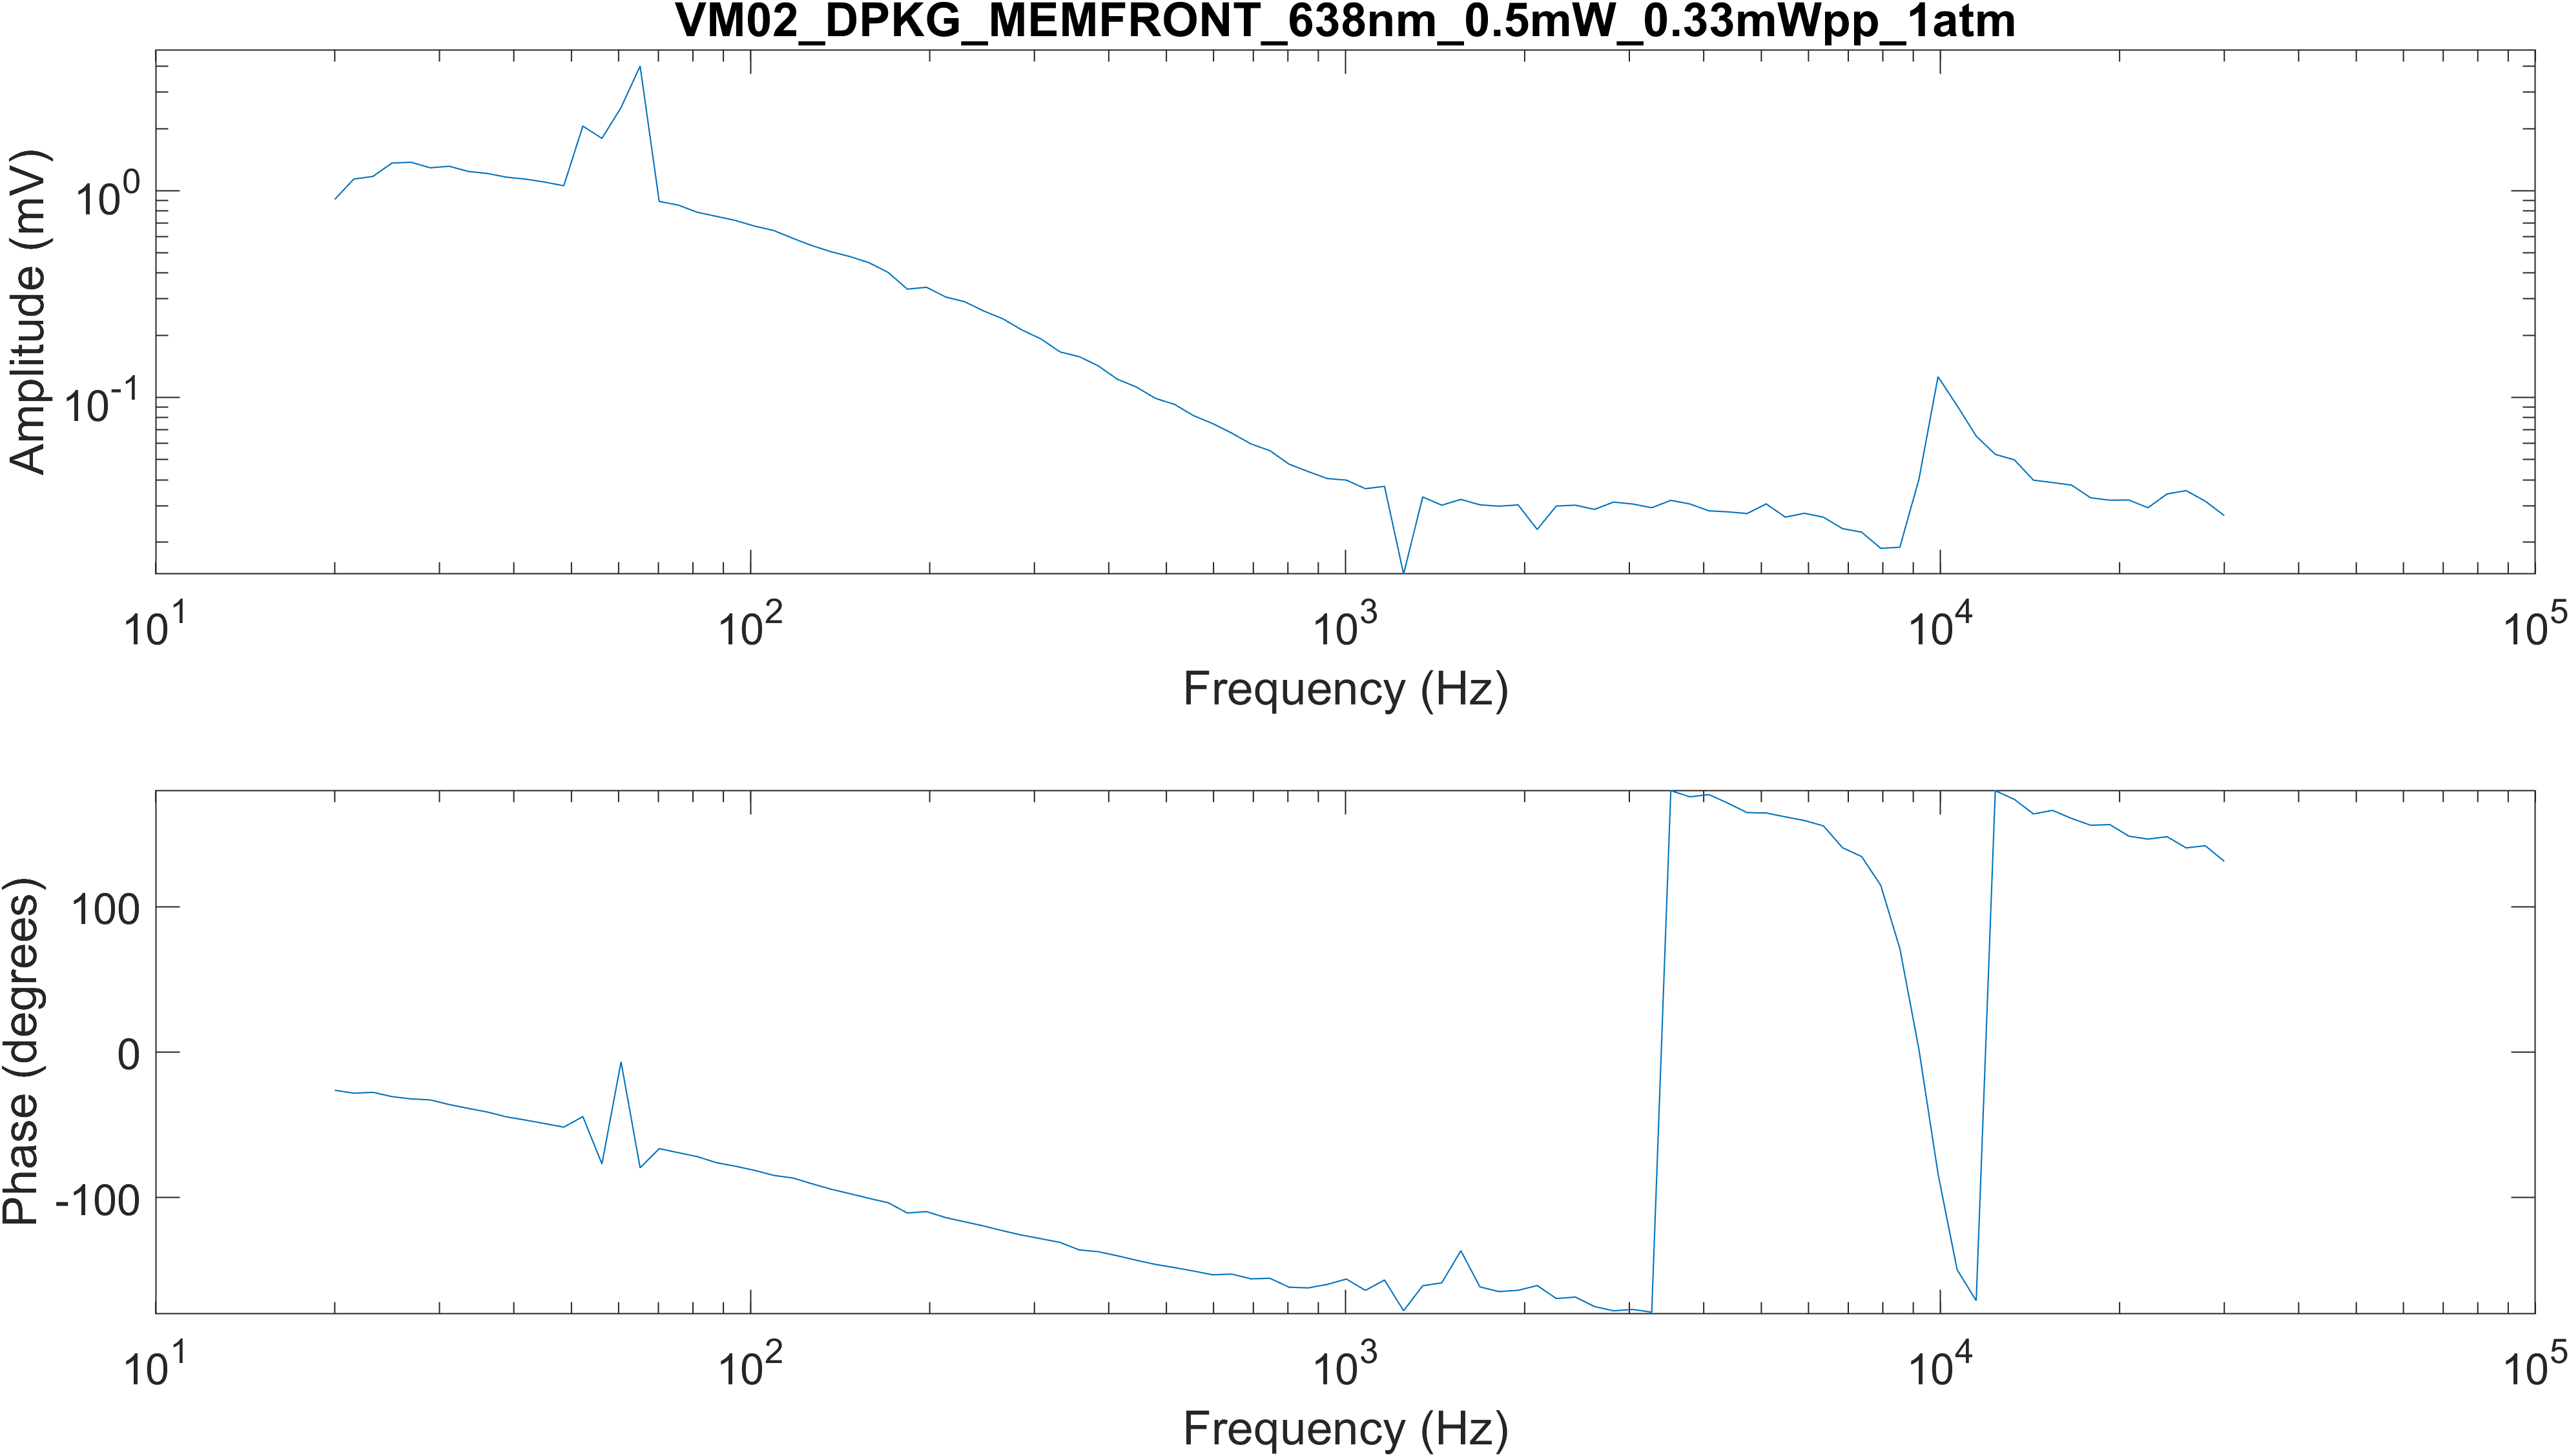 VM02_DPKG_MEMFRONT_638nm_0.5mW_0.33mWpp_1atm
Amplitude (mV)
10^0
10^-1
10^1 10^2 10^3 10^4 10^5
Frequency (Hz)
Phase (degrees)
100
0
-100
10^1 10^2 10^3 10^4 10^5
Frequency (Hz)